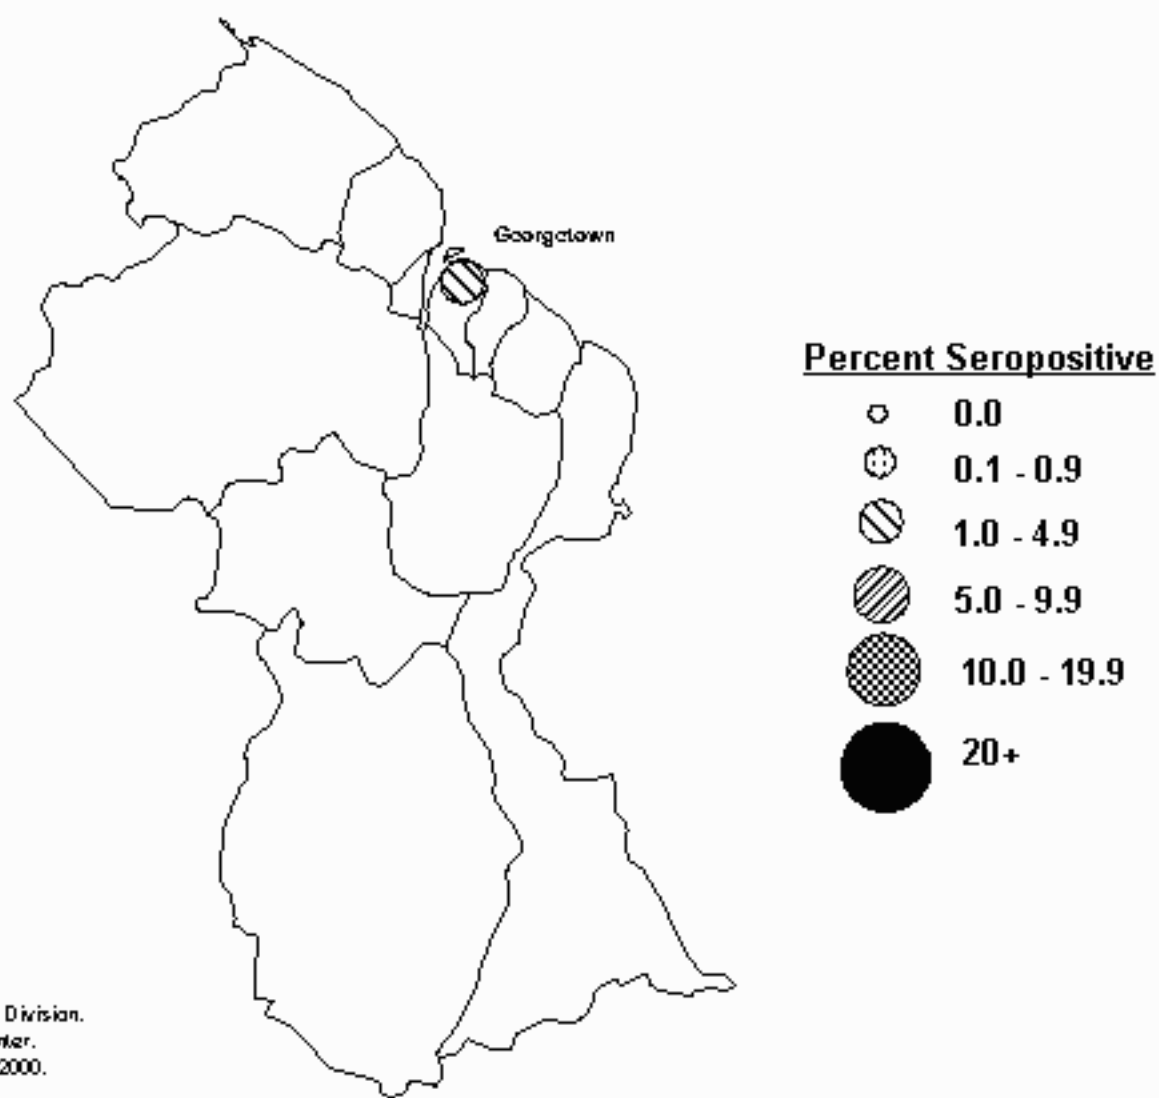 Georgetown
Percent Seropositive
0.0
0.1 - 0.9
1.0 - 4.9
5.0 - 9.9
10.0 - 19.9
20+
Division.
2000.